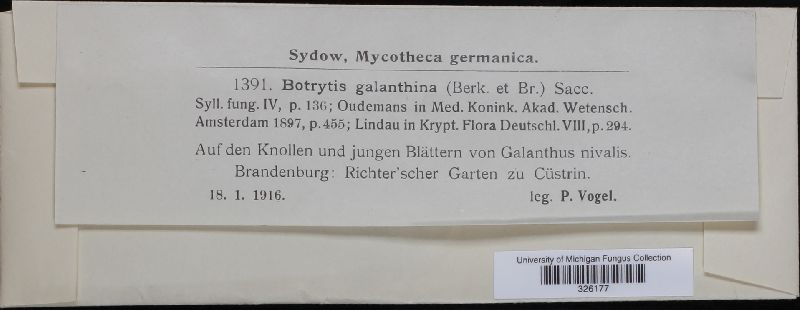 Sydow, Mycotheca germanica.
1391. Botrytis galanthina (Berk. et Br.) Sacc.
Syll. fung. IV, p. 136; Oudemans in Med. Konink. Akad. Wetensch.
Amsterdam 1897, p. 455; Lindau in Krypt. Flora Deutschl. VIII, p. 294.
Auf den Knollen und jungen Blättern von Galanthus nivalis.
Brandenburg: Richter'scher Garten zu Cüstrin.
18. 1. 1916. leg. P. Vogel.
University of Michigan Fungus Collection
326177